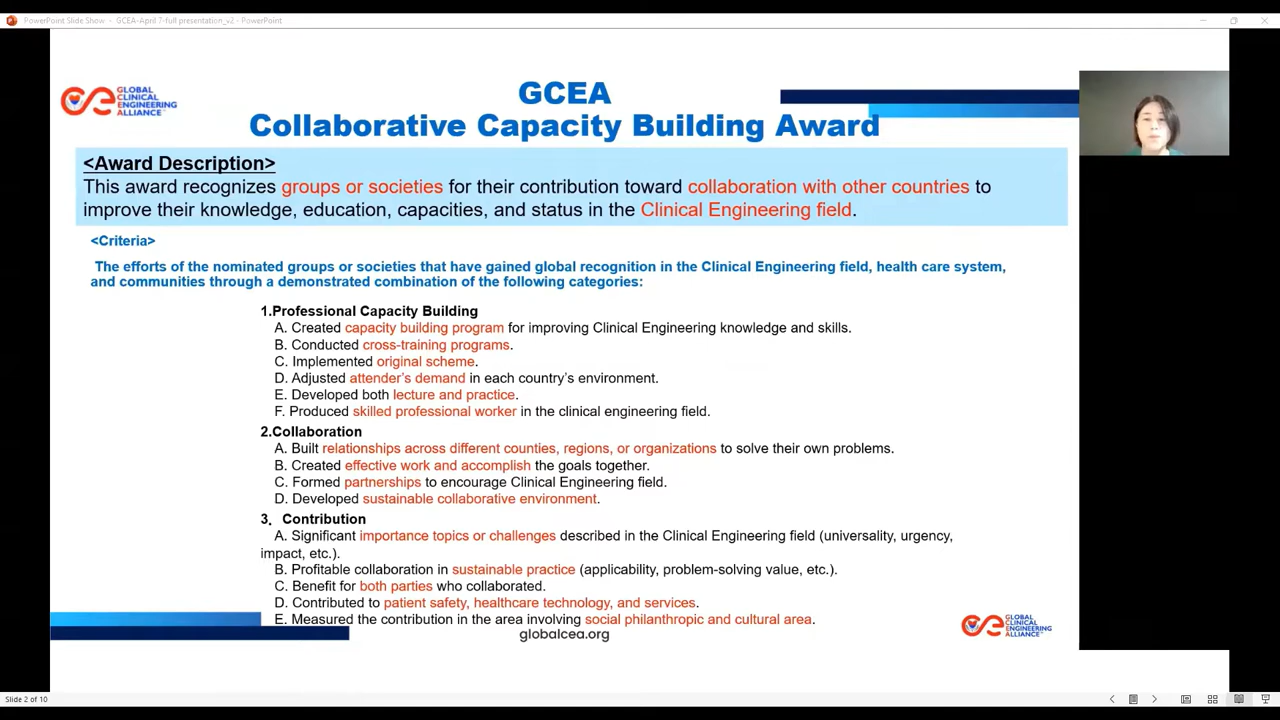 PowerPoint Slide Show - GCEA-April 7-full presentation_v2 - PowerPoint
GLOBAL
CLINICAL
ENGINEERING
ALLIANCE™
GCEA
Collaborative Capacity Building Award
<Award Description>
This award recognizes groups or societies for their contribution toward collaboration with other countries to
improve their knowledge, education, capacities, and status in the Clinical Engineering field.
<Criteria>
The efforts of the nominated groups or societies that have gained global recognition in the Clinical Engineering field, health care system,
and communities through a demonstrated combination of the following categories:
1.Professional Capacity Building
A. Created capacity building program for improving Clinical Engineering knowledge and skills.
B. Conducted cross-training programs.
C. Implemented original scheme.
D. Adjusted attender's demand in each country's environment.
E. Developed both lecture and practice.
F. Produced skilled professional worker in the clinical engineering field.
2.Collaboration
A. Built relationships across different counties, regions, or organizations to solve their own problems.
B. Created effective work and accomplish the goals together.
C. Formed partnerships to encourage Clinical Engineering field.
D. Developed sustainable collaborative environment.
3. Contribution
A. Significant importance topics or challenges described in the Clinical Engineering field (universality, urgency,
impact, etc.).
B. Profitable collaboration in sustainable practice (applicability, problem-solving value, etc.).
C. Benefit for both parties who collaborated.
D. Contributed to patient safety, healthcare technology, and services.
E. Measured the contribution in the area involving social philanthropic and cultural area.
globalcea.org
GLOBAL
CLINICAL
ENGINEERING
ALLIANCE™
Slide 2 of 10